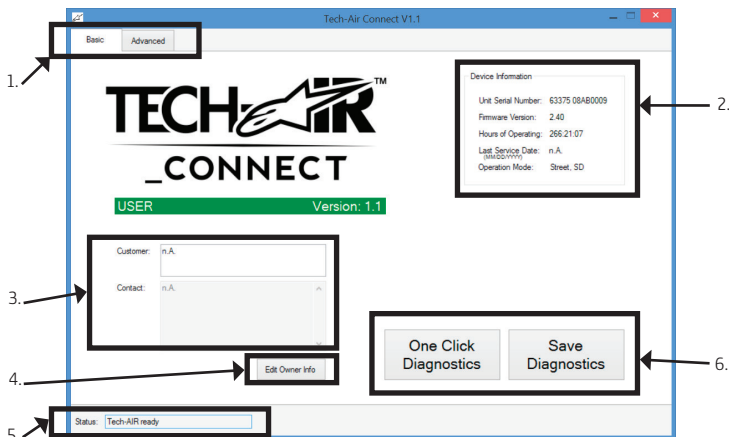 Tech-Air Connect V1.1
Basic Advanced
1.
TECH-AIR™
_CONNECT
USER Version: 1.1
Device Information
Unit Serial Number: 63375 08AB0009
Firmware Version: 2.40
Hours of Operating: 266:21:07
Last Service Date: n.A.
(MM/DD/YYYY)
Operation Mode: Street, SD
2.
Customer: n.A.
Contact: n.A.
3.
Edit Owner Info
4.
One Click
Diagnostics
Save
Diagnostics
6.
Status: Tech-AIR ready
5.